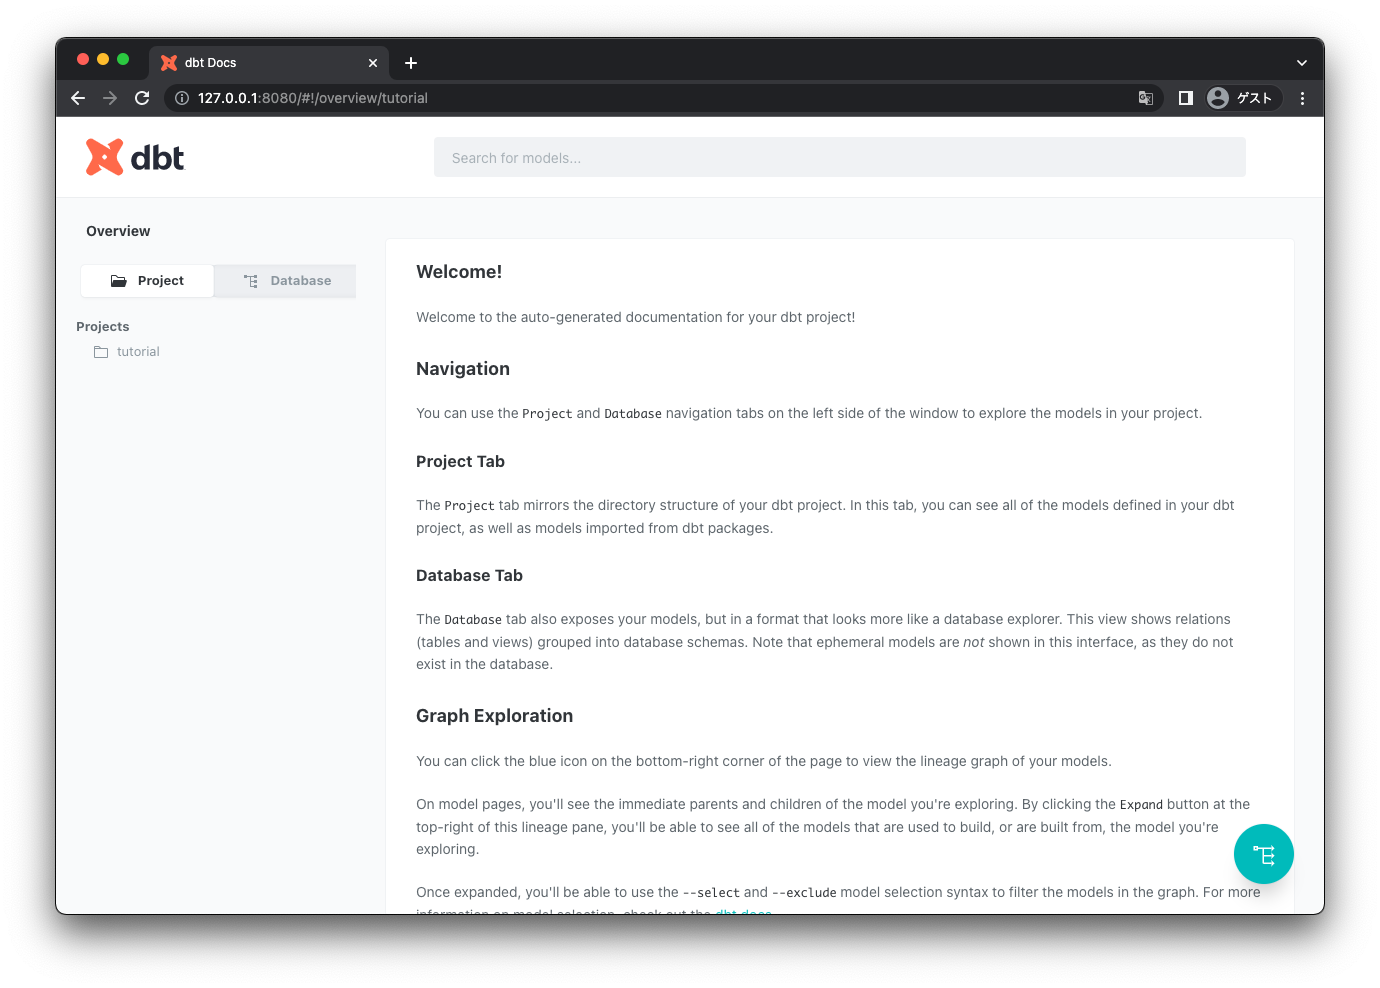 dbt Docs
127.0.0.1:8080/#!/overview/tutorial
ゲスト
dbt
Search for models...
Overview
Project
Database
Projects
tutorial
Welcome!
Welcome to the auto-generated documentation for your dbt project!
Navigation
You can use the Project and Database navigation tabs on the left side of the window to explore the models in your project.
Project Tab
The Project tab mirrors the directory structure of your dbt project. In this tab, you can see all of the models defined in your dbt
project, as well as models imported from dbt packages.
Database Tab
The Database tab also exposes your models, but in a format that looks more like a database explorer. This view shows relations
(tables and views) grouped into database schemas. Note that ephemeral models are not shown in this interface, as they do not
exist in the database.
Graph Exploration
You can click the blue icon on the bottom-right corner of the page to view the lineage graph of your models.
On model pages, you'll see the immediate parents and children of the model you're exploring. By clicking the Expand button at the
top-right of this lineage pane, you'll be able to see all of the models that are used to build, or are built from, the model you're
exploring.
Once expanded, you'll be able to use the --select and --exclude model selection syntax to filter the models in the graph. For more
information on model selection, check out the dbt docs.